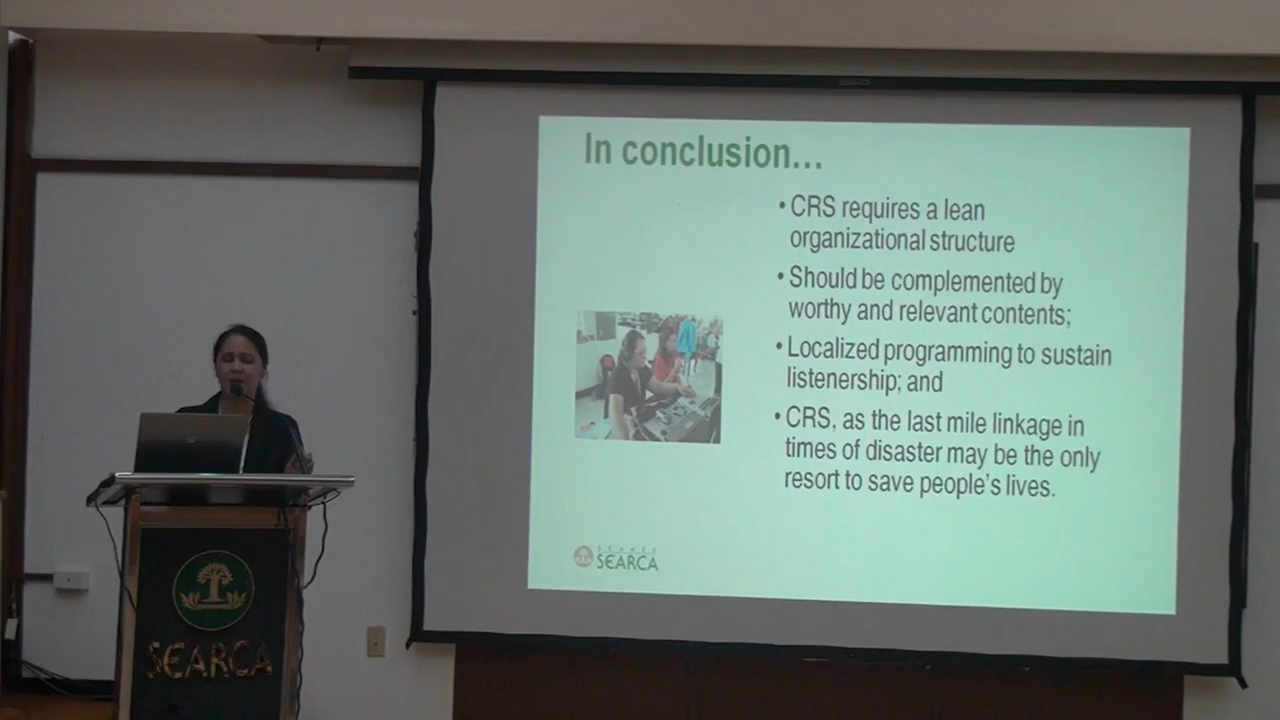 In conclusion...
• CRS requires a lean
organizational structure
• Should be complemented by
worthy and relevant contents;
• Localized programming to sustain
listenership; and
• CRS, as the last mile linkage in
times of disaster may be the only
resort to save people's lives.
SEARCA
SEARCA